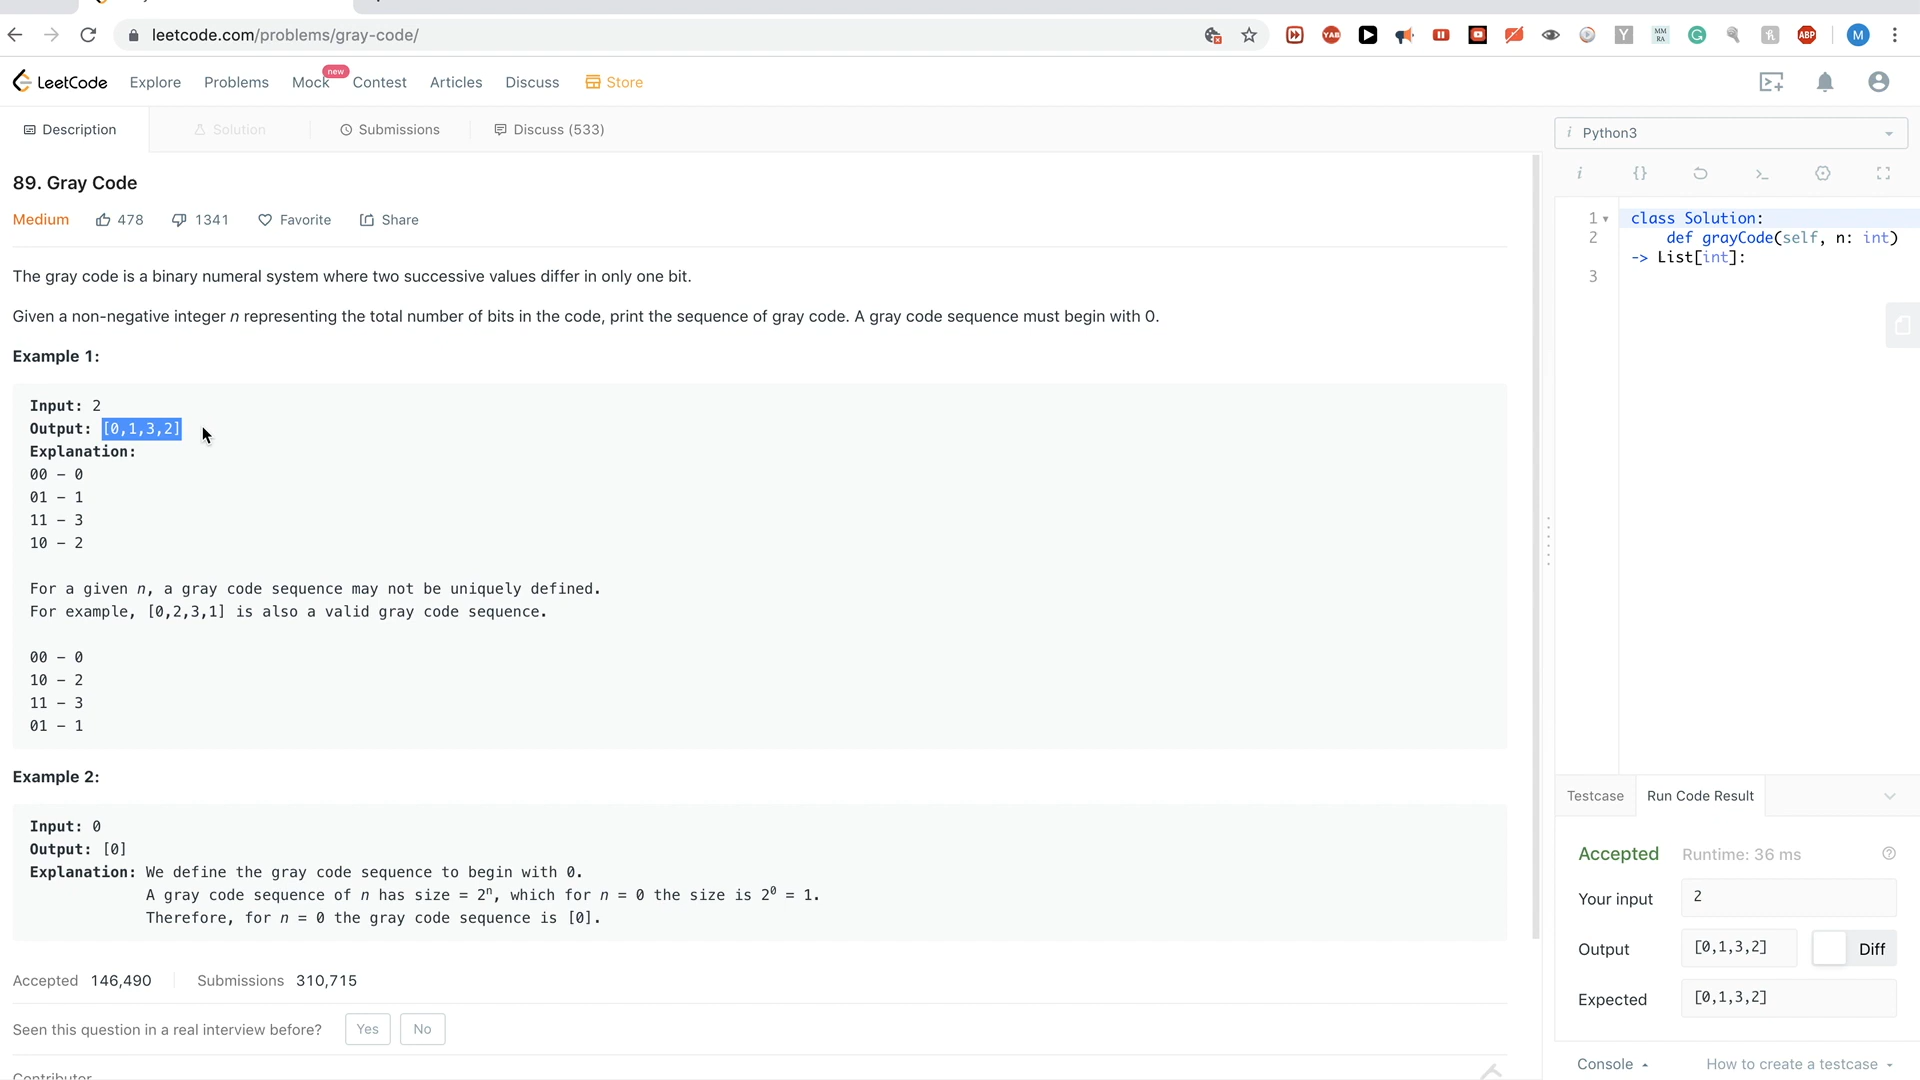 leetcode.com/problems/gray-code/
YAB
Y
MM
RA
ABP
M
LeetCode
Explore
Problems
Mock
new
Contest
Articles
Discuss
Store
Description
Solution
Submissions
Discuss (533)
i Python3
89. Gray Code
Medium
478
1341
Favorite
Share
i {}
1 class Solution:
2 def grayCode(self, n: int)
-> List[int]:
3
The gray code is a binary numeral system where two successive values differ in only one bit.
Given a non-negative integer n representing the total number of bits in the code, print the sequence of gray code. A gray code sequence must begin with 0.
Example 1:
Input: 2
Output: [0,1,3,2]
Explanation:
00 - 0
01 - 1
11 - 3
10 - 2
For a given n, a gray code sequence may not be uniquely defined.
For example, [0,2,3,1] is also a valid gray code sequence.
00 - 0
10 - 2
11 - 3
01 - 1
Example 2:
Input: 0
Output: [0]
Explanation: We define the gray code sequence to begin with 0.
A gray code sequence of n has size = 2ⁿ, which for n = 0 the size is 2⁰ = 1.
Therefore, for n = 0 the gray code sequence is [0].
Accepted 146,490
Submissions 310,715
Seen this question in a real interview before?
Yes
No
Contributor
Testcase
Run Code Result
Accepted
Runtime: 36 ms
Your input
2
Output
[0,1,3,2]
Diff
Expected
[0,1,3,2]
Console
How to create a testcase